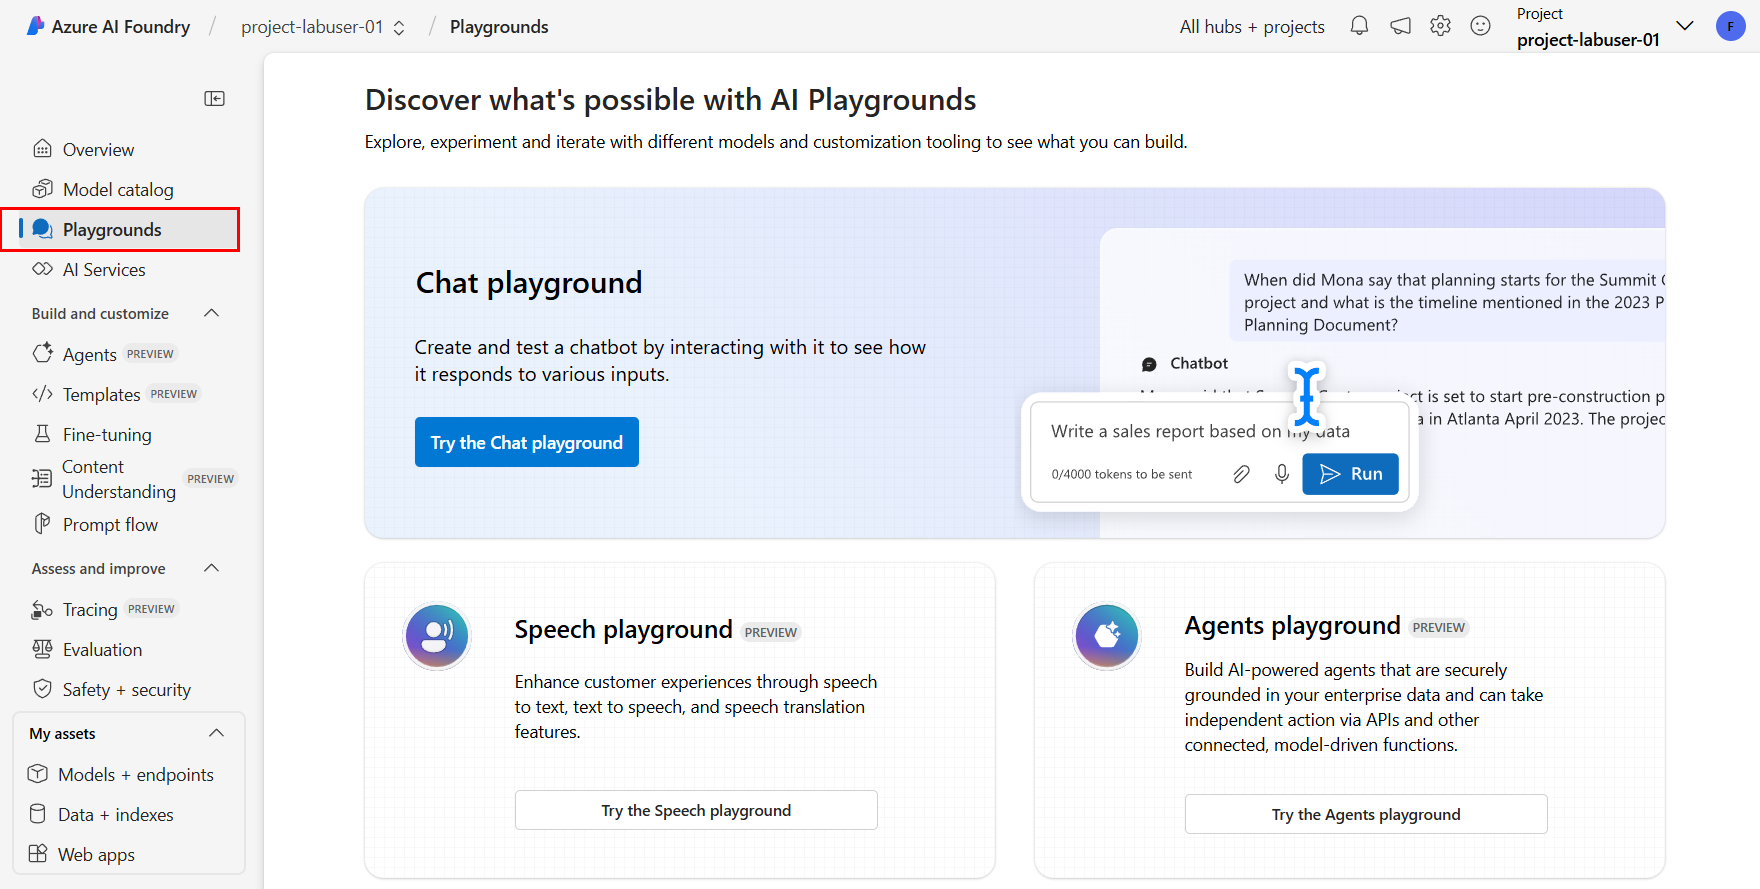 Azure AI Foundry / project-labuser-01 / Playgrounds
All hubs + projects
Project
project-labuser-01
F
Overview
Model catalog
Playgrounds
AI Services
Build and customize
Agents PREVIEW
Templates PREVIEW
Fine-tuning
Content
Understanding PREVIEW
Prompt flow
Assess and improve
Tracing PREVIEW
Evaluation
Safety + security
My assets
Models + endpoints
Data + indexes
Web apps
Discover what's possible with AI Playgrounds
Explore, experiment and iterate with different models and customization tooling to see what you can build.
Chat playground
Create and test a chatbot by interacting with it to see how
it responds to various inputs.
Try the Chat playground
When did Mona say that planning starts for the Summit
project and what is the timeline mentioned in the 2023 P
Planning Document?
Chatbot
is set to start pre-construction p
in Atlanta April 2023. The projec
Write a sales report based on my data
0/4000 tokens to be sent
Run
Speech playground PREVIEW
Enhance customer experiences through speech
to text, text to speech, and speech translation
features.
Try the Speech playground
Agents playground PREVIEW
Build AI-powered agents that are securely
grounded in your enterprise data and can take
independent action via APIs and other
connected, model-driven functions.
Try the Agents playground